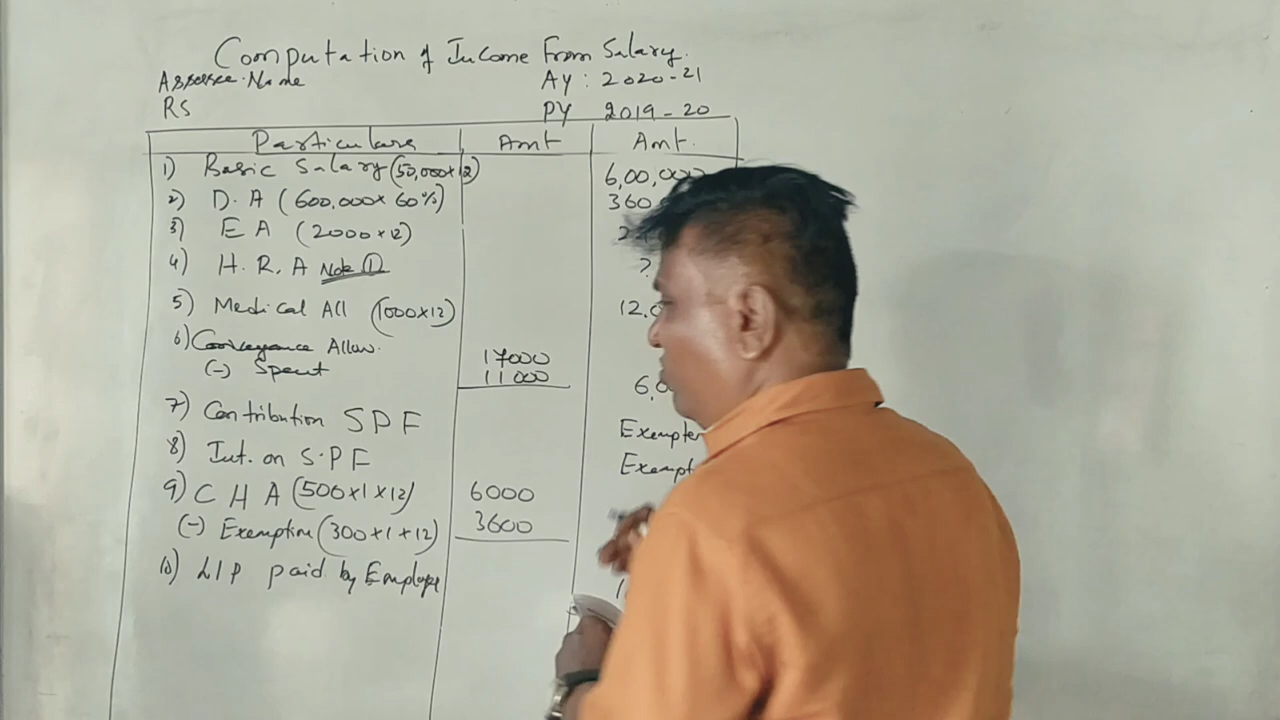 Computation of Income From Salary.
Assessee Name AY : 2020-21
RS PY 2019-20
Particulars Amt Amt.
1) Basic Salary (50,000×12) 6,00,000
2) D.A (600,000× 60%) 360
3) E A (2000×12) 2
4) H.R.A Note ① ?
5) Medical All (1000×12) 12,0
6) Conveyance Allow. 17000
(-) Spent 11000 6,0
7) Contribution SPF Exempted
8) Int. on S.P.F Exempt
9) C H A (500×1×12) 6000
(-) Exemption (300×1×12) 3600
10) LIP paid by Employee